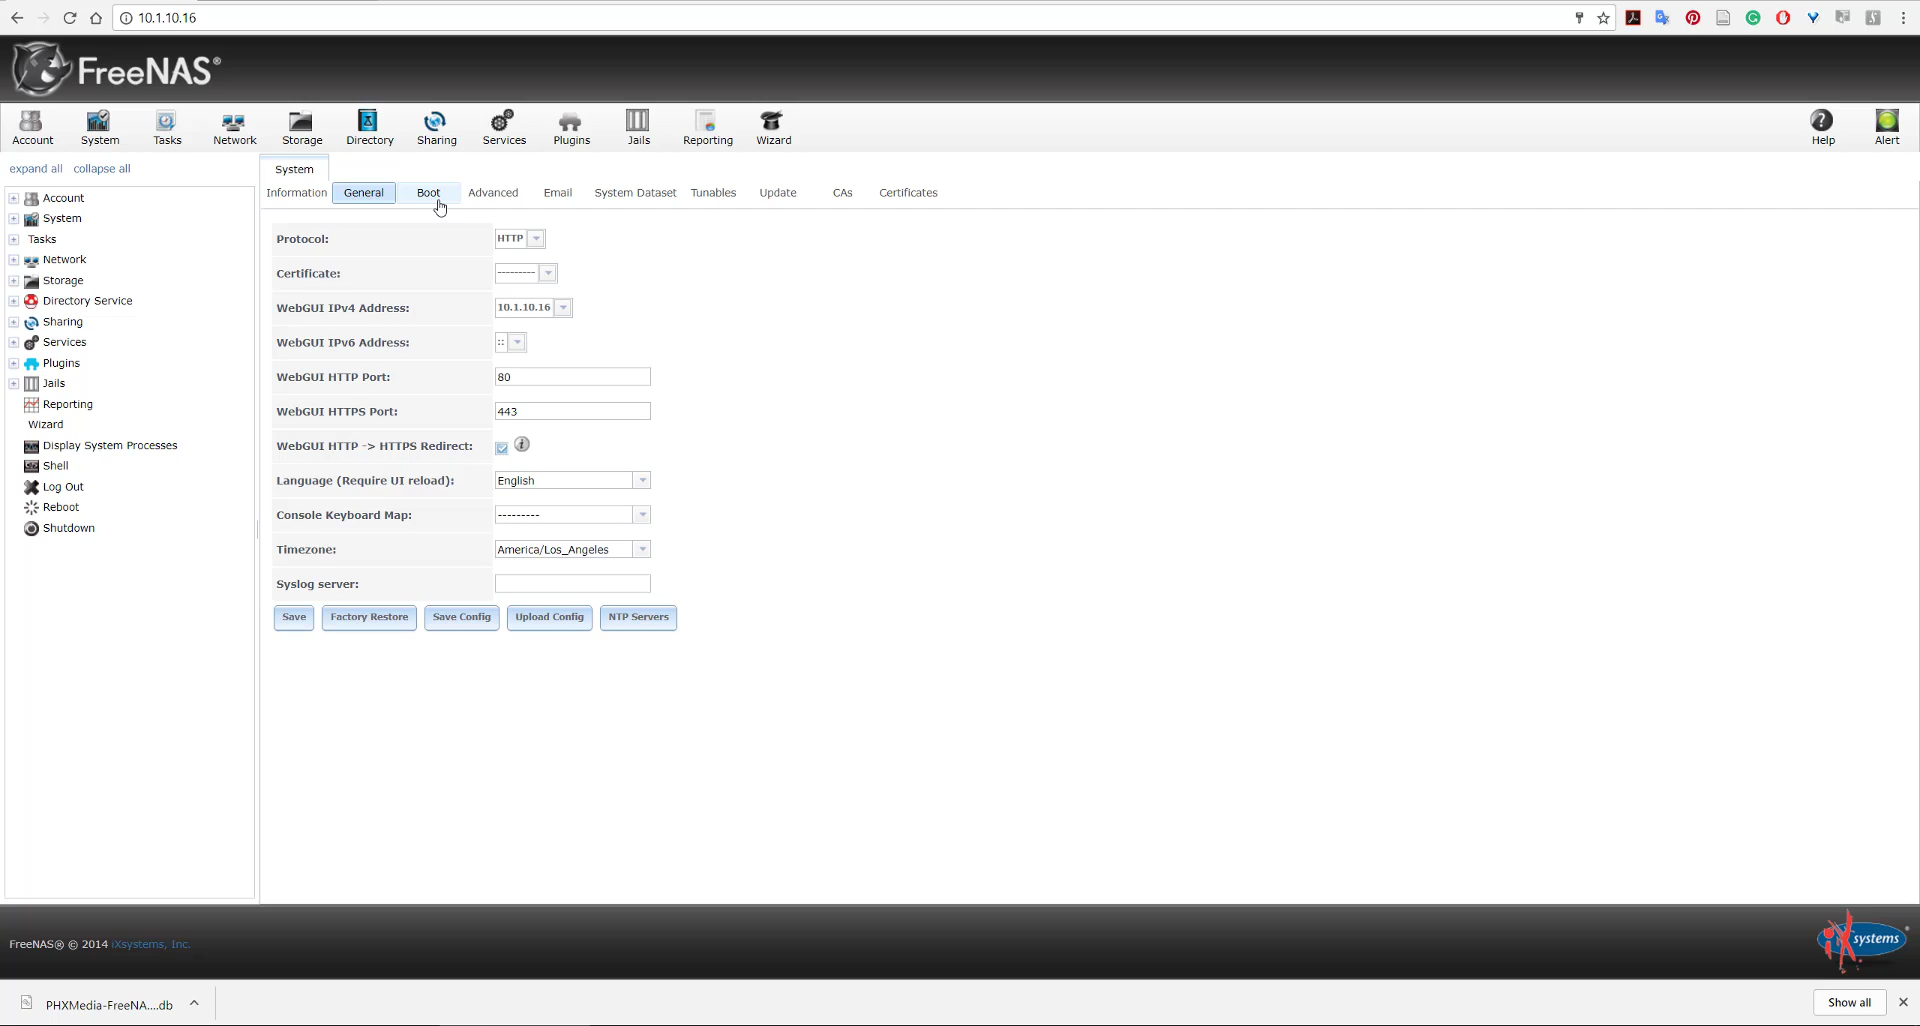 10.1.10.16
FreeNAS®
Account System Tasks Network Storage Directory Sharing Services Plugins Jails Reporting Wizard Help Alert
expand all collapse all
Account
System
Tasks
Network
Storage
Directory Service
Sharing
Services
Plugins
Jails
Reporting
Wizard
Display System Processes
Shell
Log Out
Reboot
Shutdown
System
Information General Boot Advanced Email System Dataset Tunables Update CAs Certificates
Protocol: HTTP
Certificate: ---------
WebGUI IPv4 Address: 10.1.10.16
WebGUI IPv6 Address: ::
WebGUI HTTP Port: 80
WebGUI HTTPS Port: 443
WebGUI HTTP -> HTTPS Redirect:
Language (Require UI reload): English
Console Keyboard Map: ---------
Timezone: America/Los_Angeles
Syslog server:
Save Factory Restore Save Config Upload Config NTP Servers
FreeNAS® © 2014 iXsystems, Inc.
iXsystems
PHXMedia-FreeNA....db
Show all